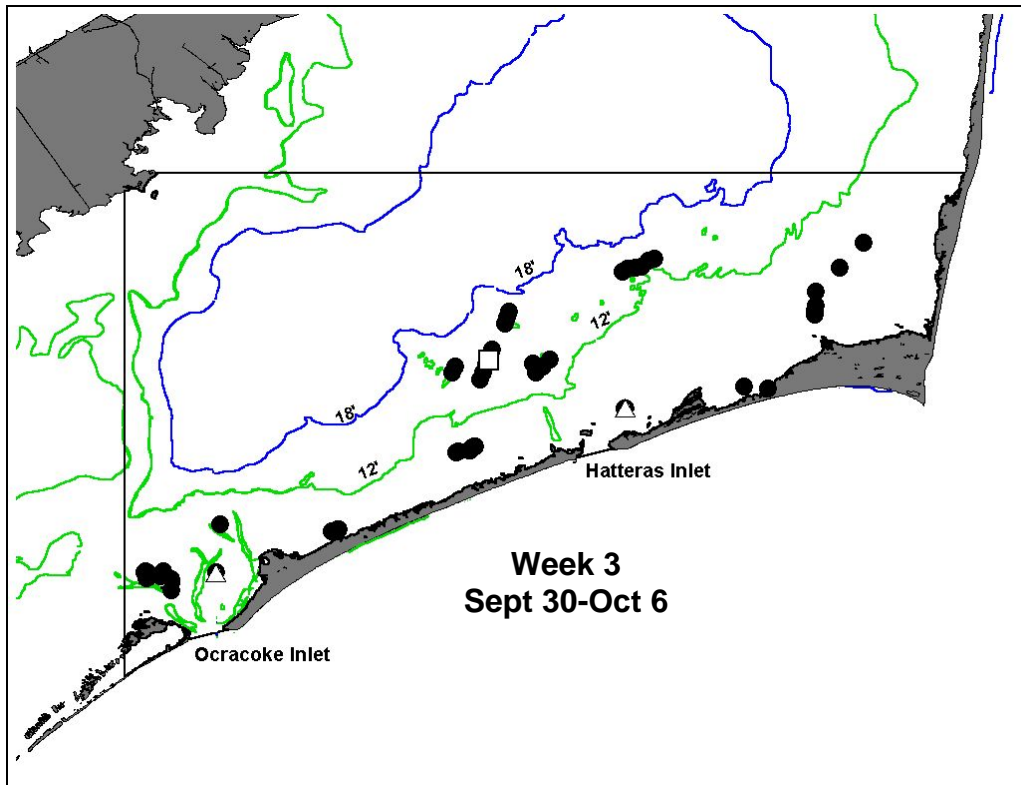 18'
12'
18'
12'
Hatteras Inlet
Week 3
Sept 30-Oct 6
Ocracoke Inlet